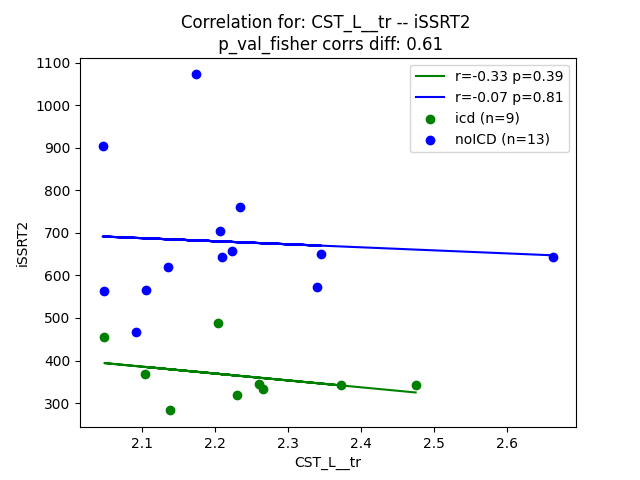 Correlation for: CST_L__tr -- iSSRT2
p_val_fisher corrs diff: 0.61
1100
1000
900
800
700
600
500
400
300
iSSRT2
r=-0.33 p=0.39
r=-0.07 p=0.81
icd (n=9)
noICD (n=13)
2.1 2.2 2.3 2.4 2.5 2.6
CST_L__tr